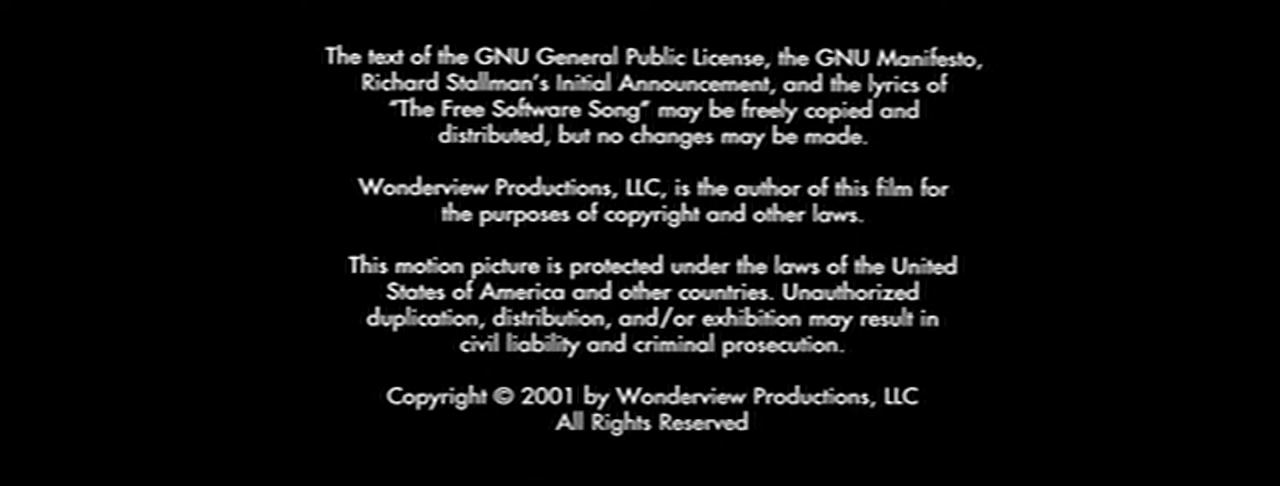 The text of the GNU General Public License, the GNU Manifesto,
Richard Stallman's Initial Announcement, and the lyrics of
"The Free Software Song" may be freely copied and
distributed, but no changes may be made.
Wonderview Productions, LLC, is the author of this film for
the purposes of copyright and other laws.
This motion picture is protected under the laws of the United
States of America and other countries. Unauthorized
duplication, distribution, and/or exhibition may result in
civil liability and criminal prosecution.
Copyright © 2001 by Wonderview Productions, LLC
All Rights Reserved